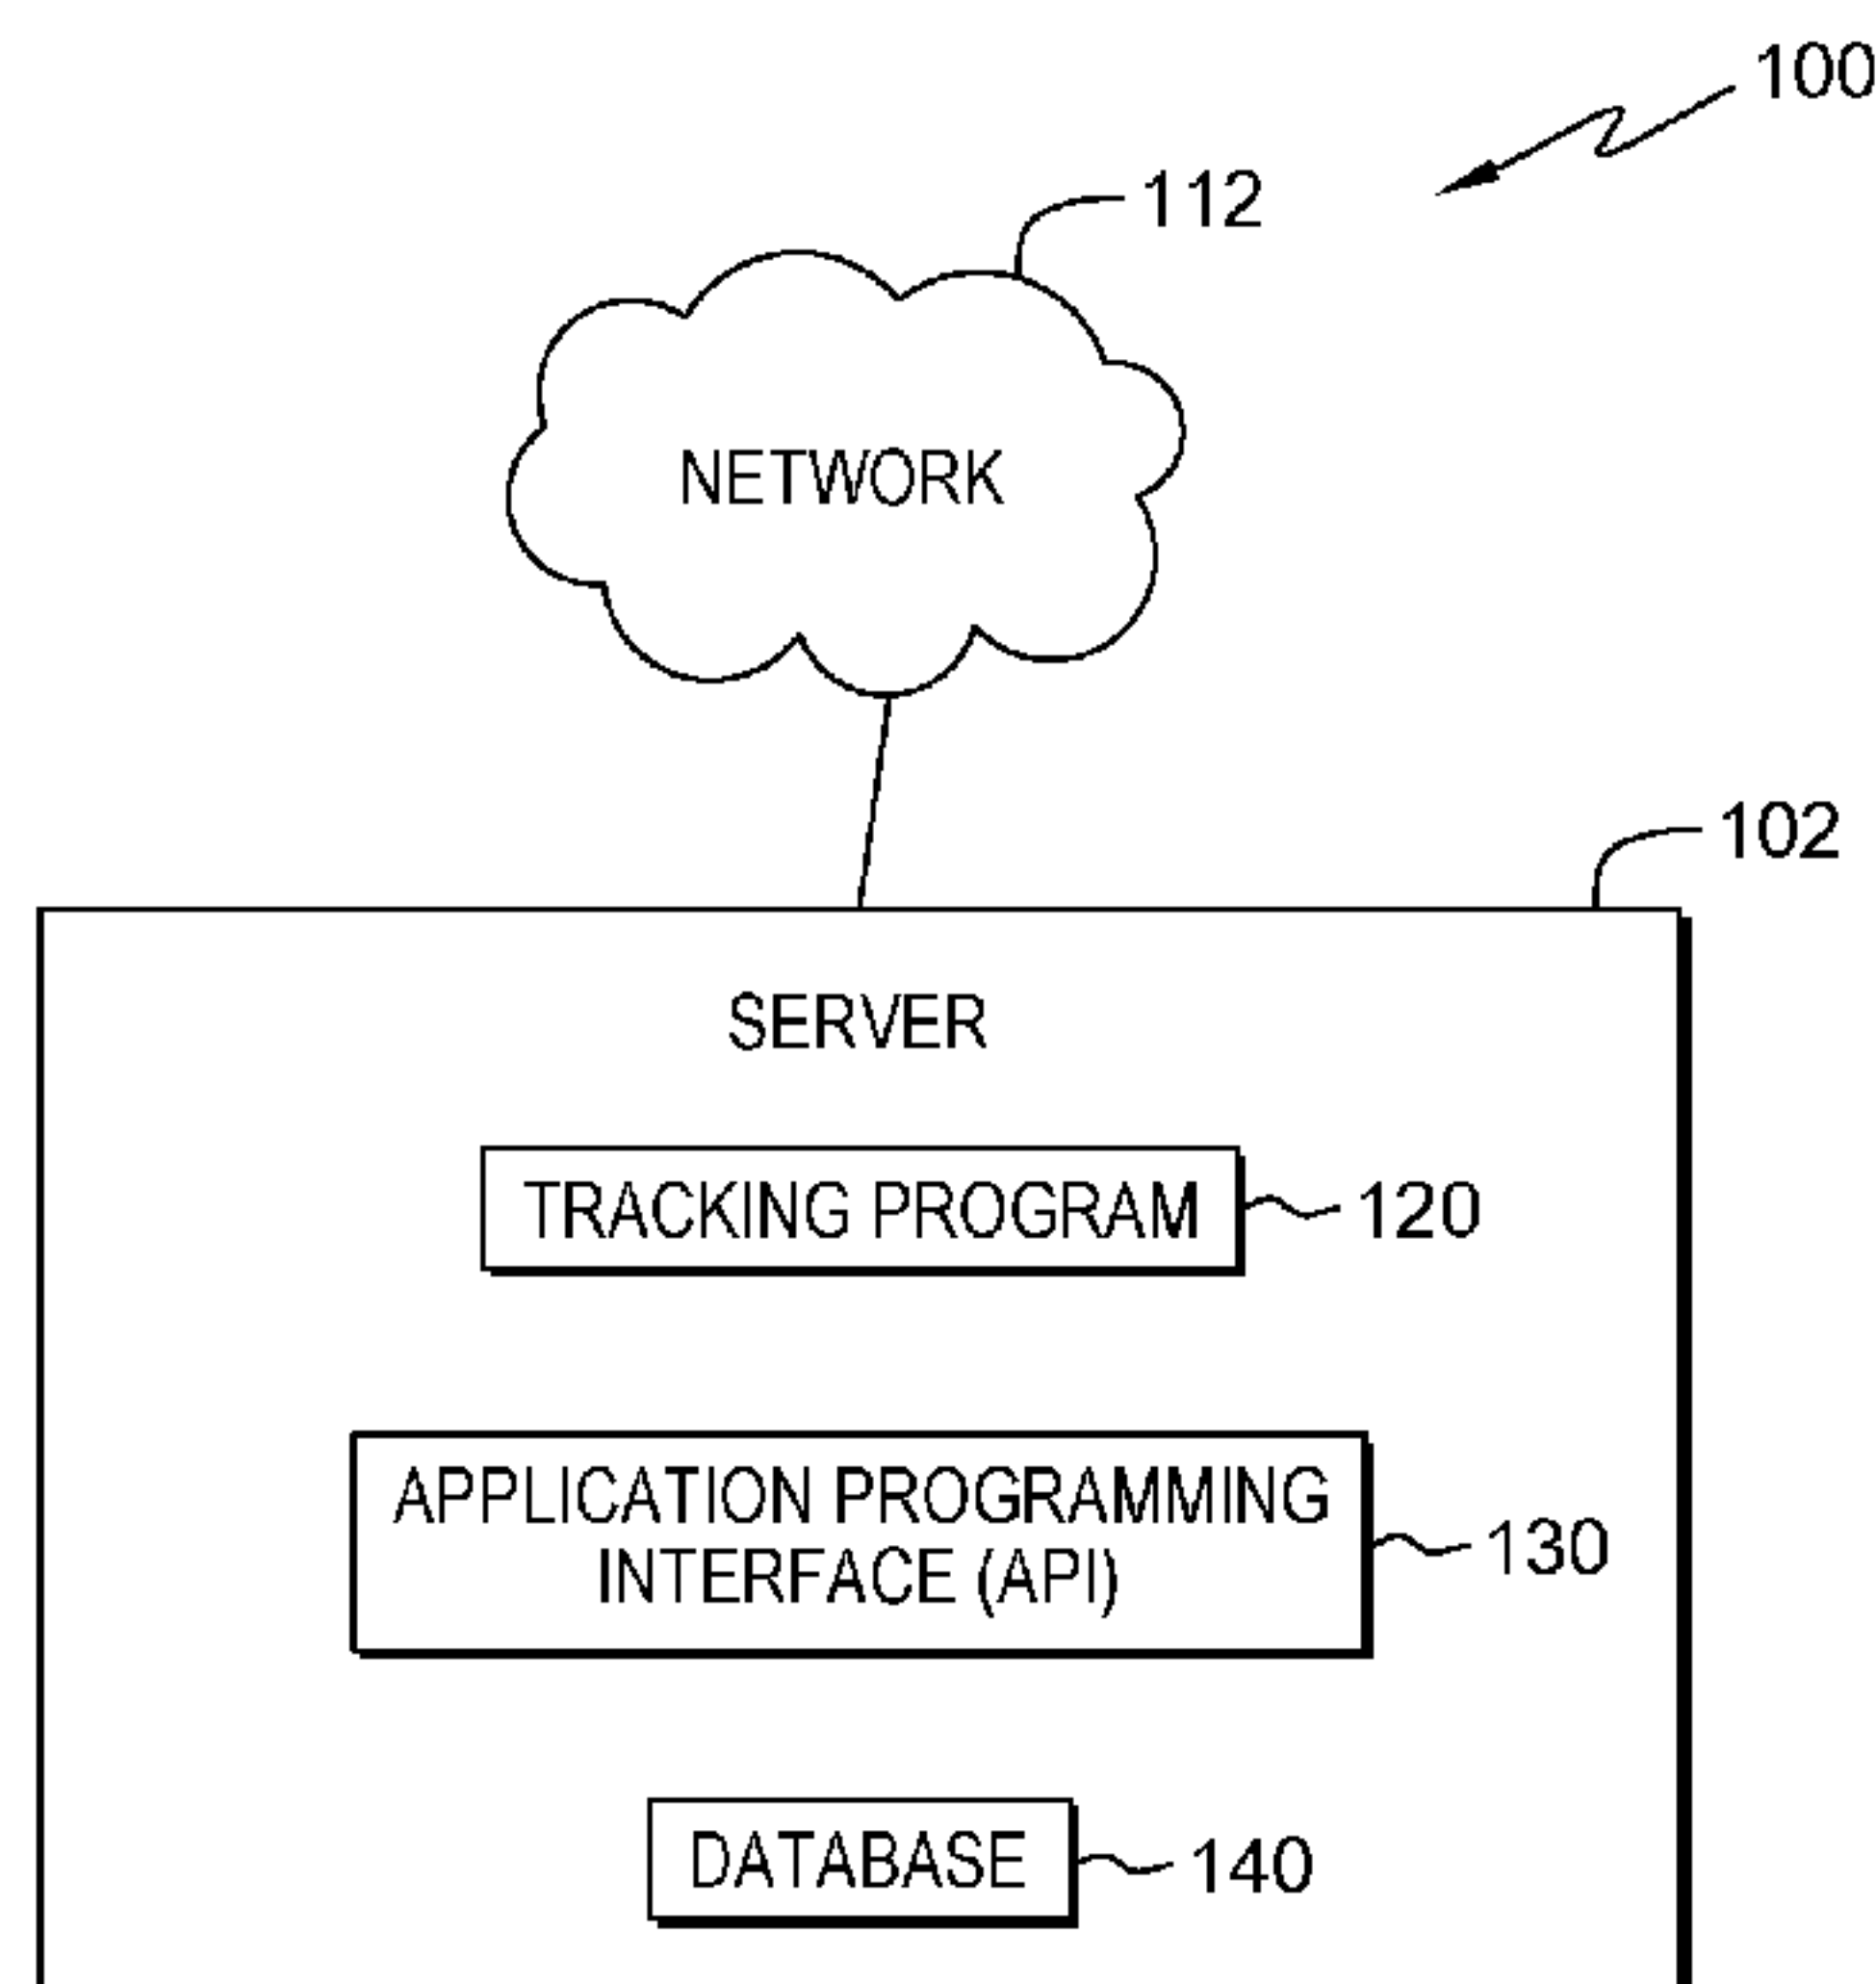 100
112
NETWORK
102
SERVER
TRACKING PROGRAM
120
APPLICATION PROGRAMMING
INTERFACE (API)
130
DATABASE
140